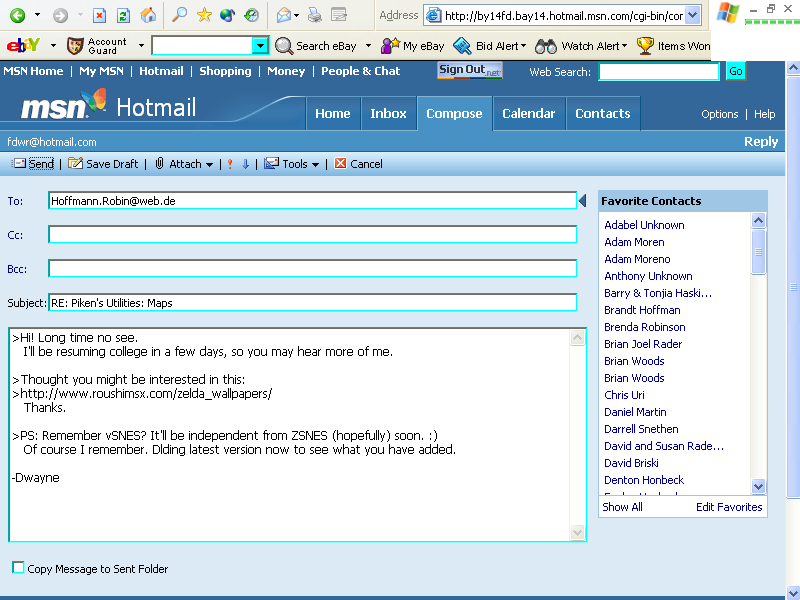 Address http://by14fd.bay14.hotmail.msn.com/cgi-bin/cor
ebY Account Guard Search eBay My eBay Bid Alert Watch Alert Items Won
MSN Home | My MSN | Hotmail | Shopping | Money | People & Chat Sign Out .net Web Search: Go
msn Hotmail Home Inbox Compose Calendar Contacts Options | Help
fdwr@hotmail.com Reply
Send | Save Draft | Attach | Tools | Cancel
To: Hoffmann.Robin@web.de
Cc:
Bcc:
Subject: RE: Piken's Utilities: Maps
>Hi! Long time no see.
I'll be resuming college in a few days, so you may hear more of me.
>Thought you might be interested in this:
>http://www.roushimsx.com/zelda_wallpapers/
Thanks.
>PS: Remember vSNES? It'll be independent from ZSNES (hopefully) soon. :)
Of course I remember. Dlding latest version now to see what you have added.
-Dwayne
Copy Message to Sent Folder
Favorite Contacts
Adabel Unknown
Adam Moren
Adam Moreno
Anthony Unknown
Barry & Tonjia Haski...
Brandt Hoffman
Brenda Robinson
Brian Joel Rader
Brian Woods
Brian Woods
Chris Uri
Daniel Martin
Darrell Snethen
David and Susan Rade...
David Briski
Denton Honbeck
Show All Edit Favorites